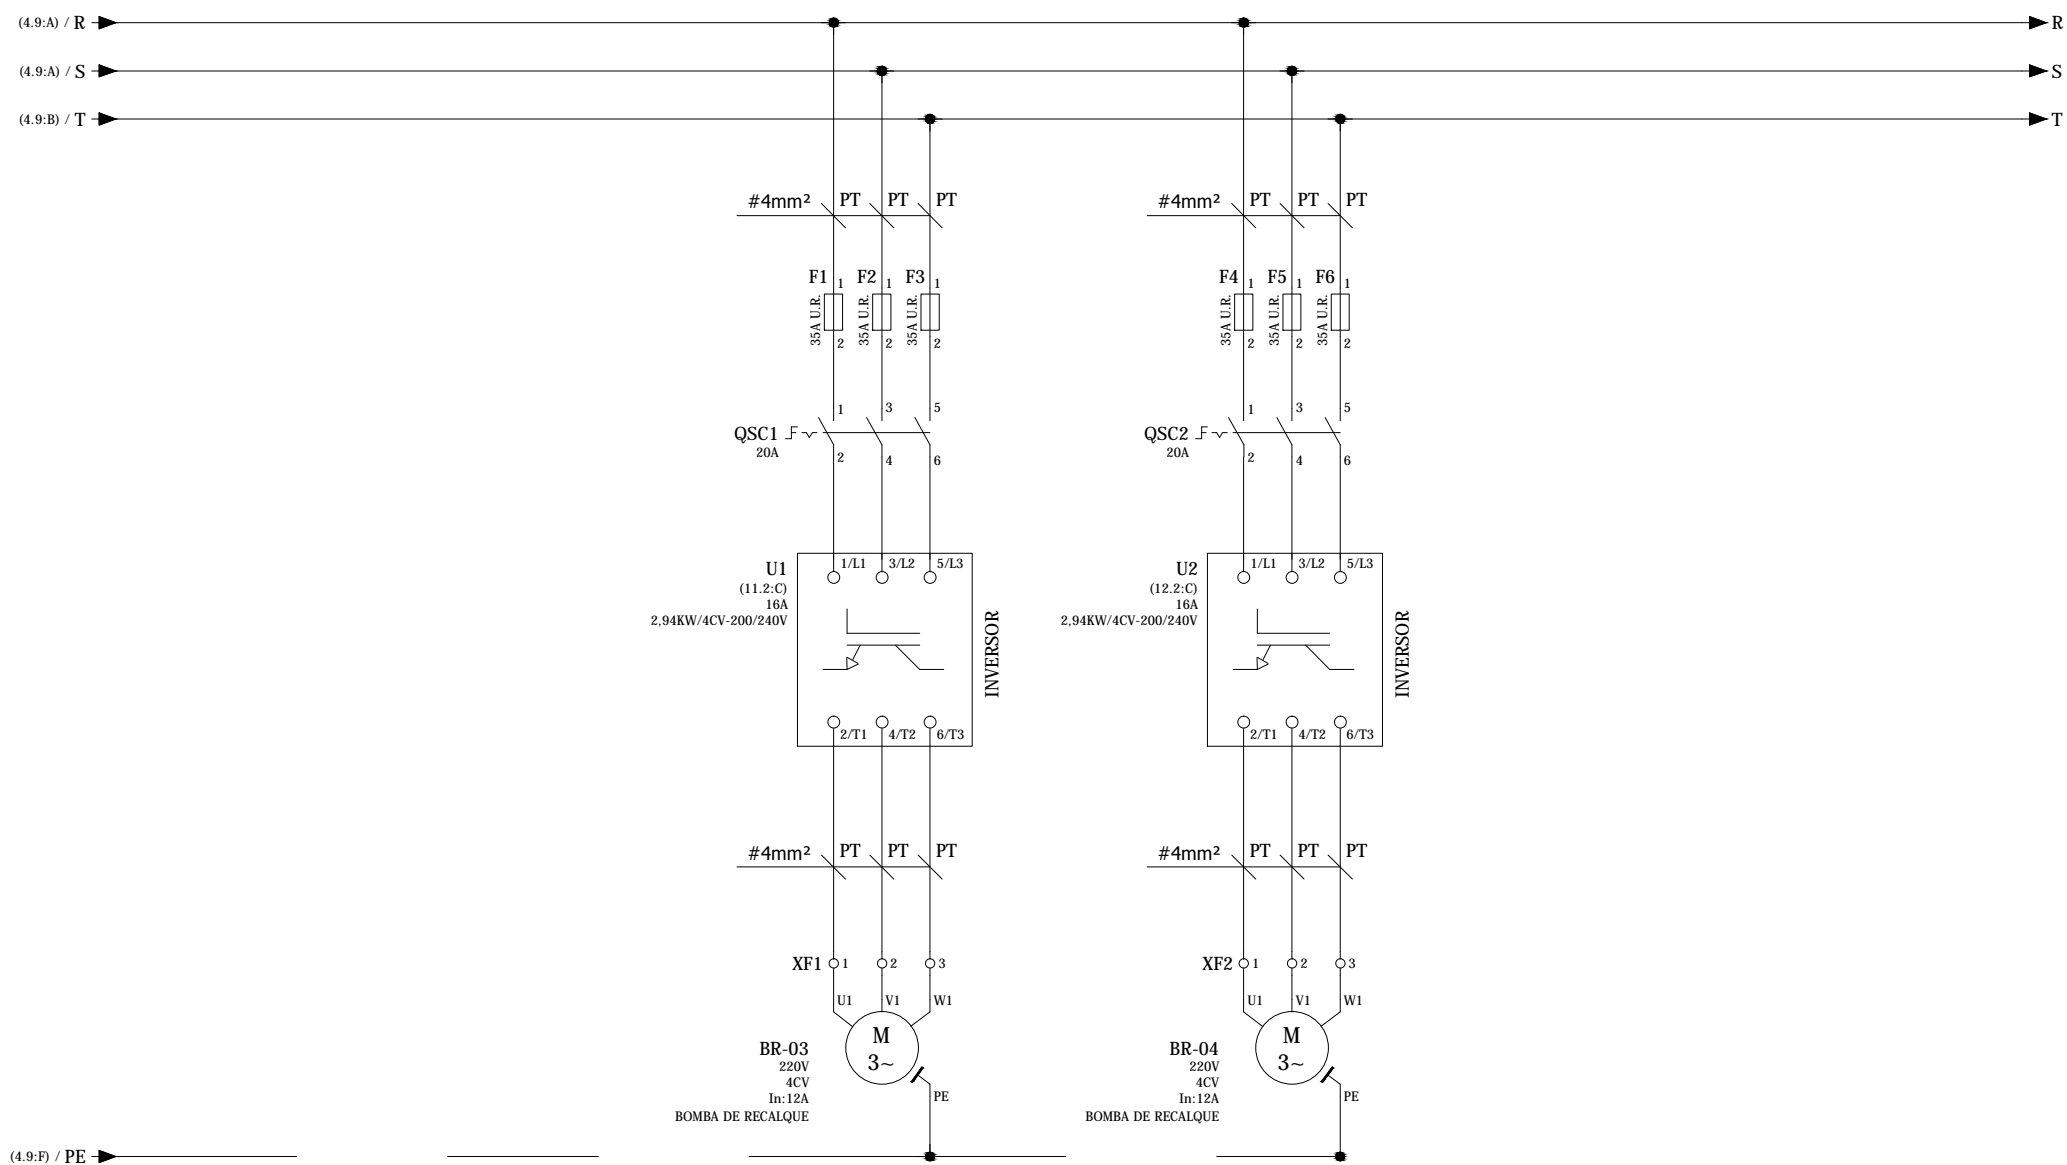 (4.9:A) / R R
(4.9:A) / S S
(4.9:B) / T T
#4mm² PT PT PT #4mm² PT PT PT
F1 1 F2 1 F3 1 F4 1 F5 1 F6 1
35A U.R. 35A U.R. 35A U.R. 35A U.R. 35A U.R. 35A U.R.
2 2 2 2 2 2
1 3 5 1 3 5
QSC1 QSC2
20A 2 4 6 20A 2 4 6
U1 1/L1 3/L2 5/L3 U2 1/L1 3/L2 5/L3
(11.2:C) (12.2:C)
16A 16A
2,94KW/4CV-200/240V 2,94KW/4CV-200/240V
INVERSOR INVERSOR
2/T1 4/T2 6/T3 2/T1 4/T2 6/T3
#4mm² PT PT PT #4mm² PT PT PT
XF1 1 2 3 XF2 1 2 3
U1 V1 W1 U1 V1 W1
M M
BR-03 3~ BR-04 3~
220V 220V
4CV 4CV
In:12A PE In:12A PE
BOMBA DE RECALQUE BOMBA DE RECALQUE
(4.9:F) / PE